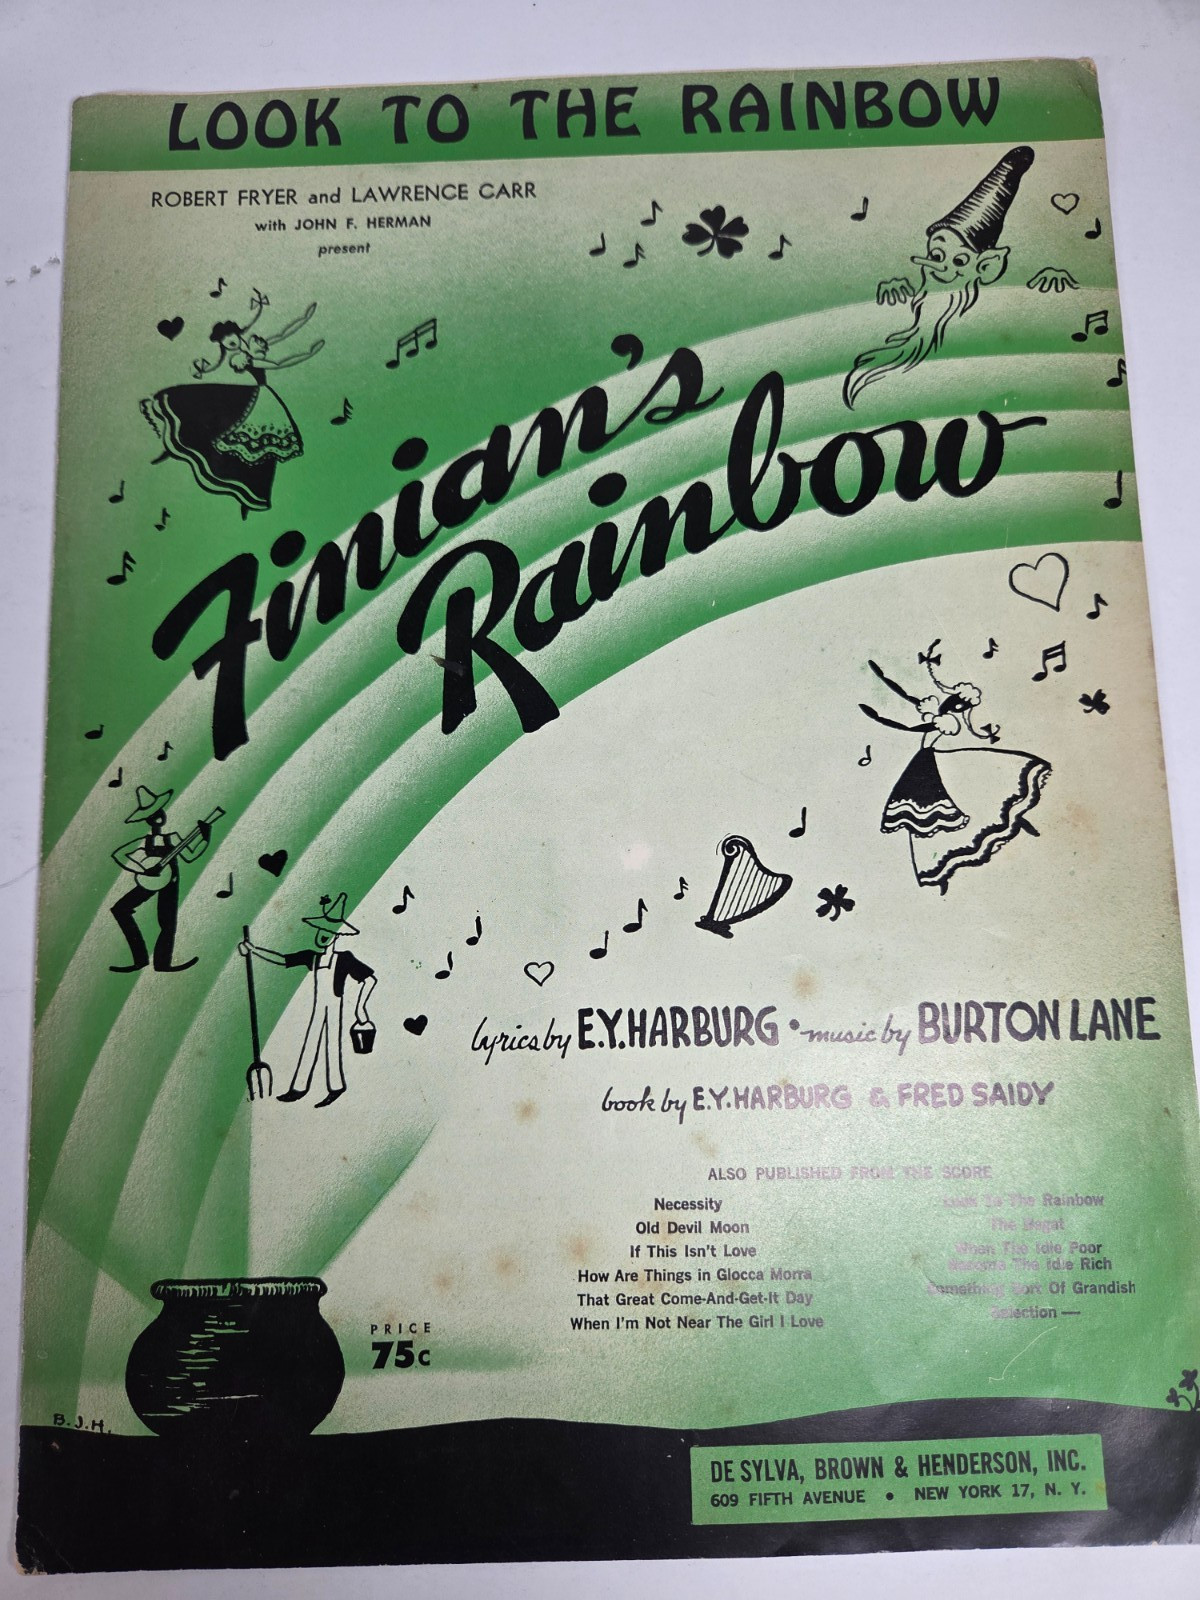 LOOK TO THE RAINBOW
ROBERT FRYER and LAWRENCE CARR
with JOHN F. HERMAN
present
Finian's
Rainbow
lyrics by E.Y. HARBURG • music by BURTON LANE
book by E.Y. HARBURG & FRED SAIDY
ALSO PUBLISHED FROM THE SCORE
Necessity
Old Devil Moon
If This Isn't Love
How Are Things in Glocca Morra
That Great Come-And-Get-It Day
When I'm Not Near The Girl I Love
Look To The Rainbow
The Begat
When The Idle Poor
Become The Idle Rich
Something Sort Of Grandish
Selection —
PRICE
75c
B.J.H.
DE SYLVA, BROWN & HENDERSON, INC.
609 FIFTH AVENUE • NEW YORK 17, N. Y.